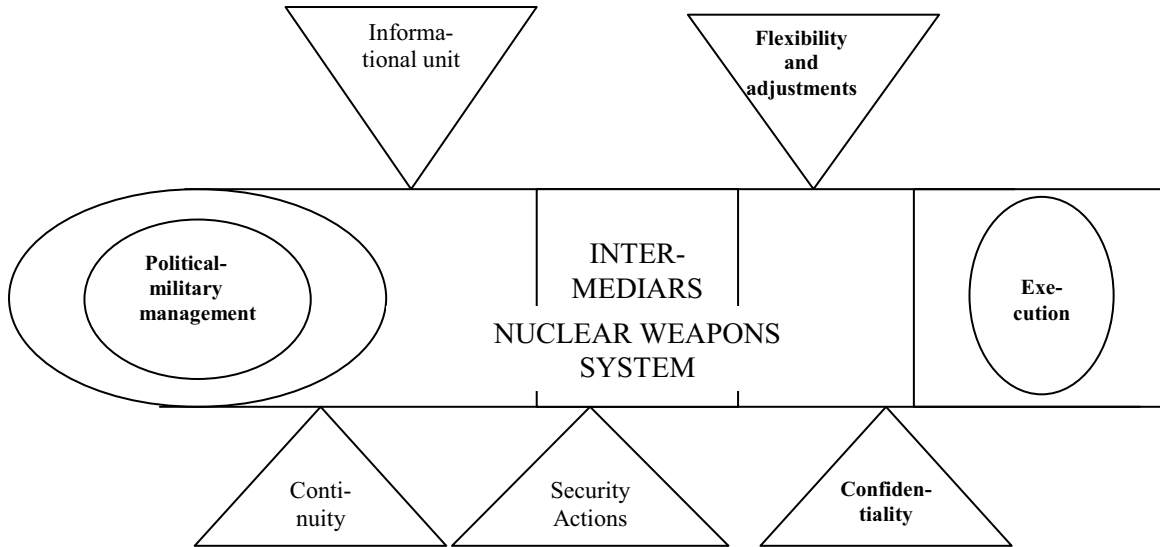 Informa-
tional unit
Flexibility
and
adjustments
Political-
military
management
INTER-
MEDIARS
NUCLEAR WEAPONS
SYSTEM
Exe-
cution
Conti-
nuity
Security
Actions
Confiden-
tiality